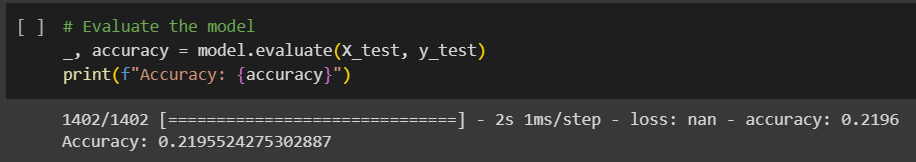 [ ] # Evaluate the model
_, accuracy = model.evaluate(X_test, y_test)
print(f"Accuracy: {accuracy}")
1402/1402 [==============================] - 2s 1ms/step - loss: nan - accuracy: 0.2196
Accuracy: 0.2195524275302887